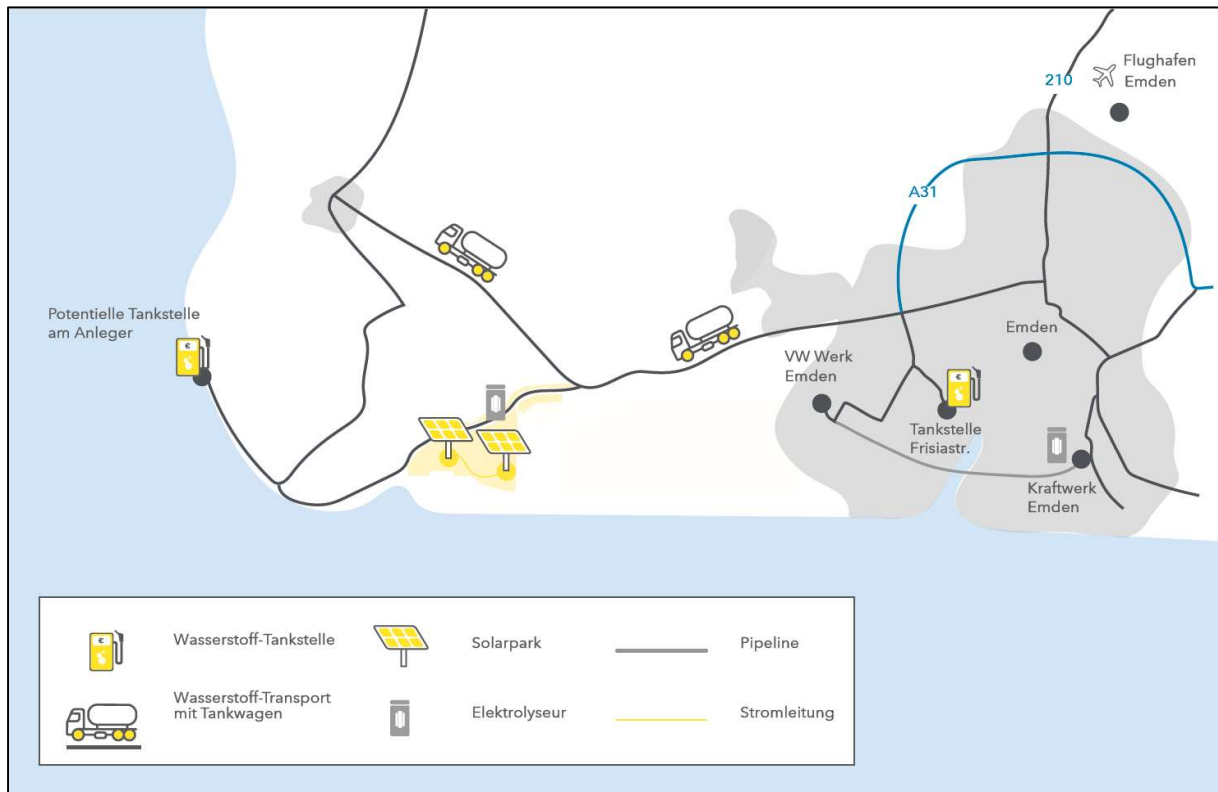 Flughafen
Emden
210
A31
Potentielle Tankstelle
am Anleger
VW Werk
Emden
Emden
€
€
Tankstelle
Frisiastr.
Kraftwerk
Emden
€
Wasserstoff-Tankstelle
Solarpark
Pipeline
Wasserstoff-Transport
mit Tankwagen
Elektrolyseur
Stromleitung